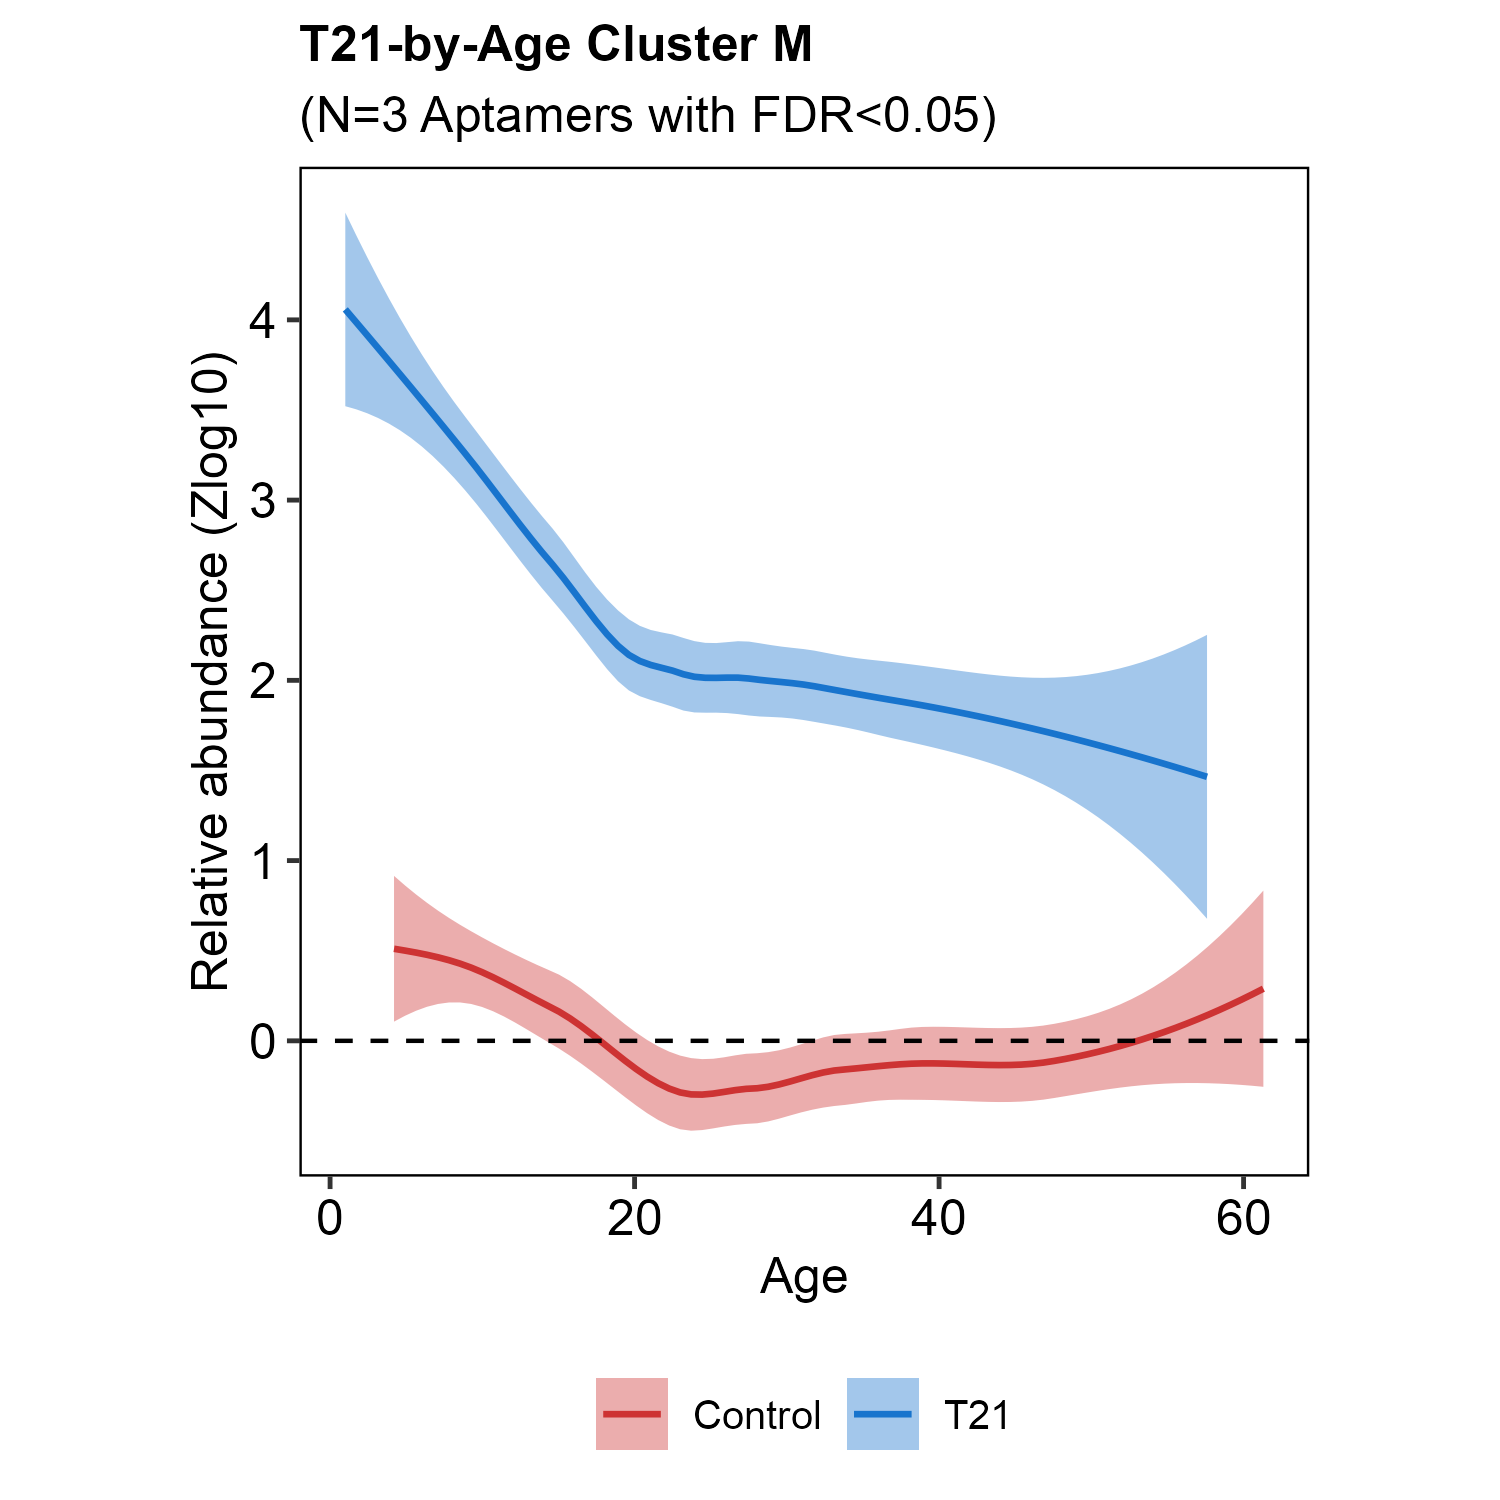 T21-by-Age Cluster M
(N=3 Aptamers with FDR<0.05)
Relative abundance (Zlog10)
4
3
2
1
0
0 20 40 60
Age
Control T21